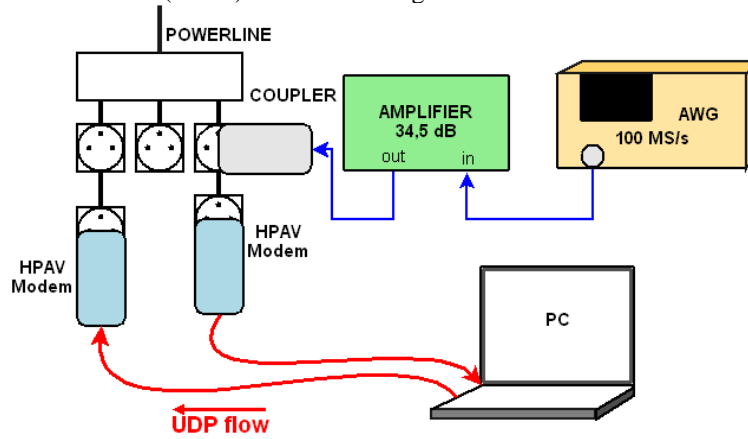 POWERLINE
COUPLER
AMPLIFIER
34,5 dB
out
in
AWG
100 MS/s
HPAV
Modem
HPAV
Modem
PC
UDP flow